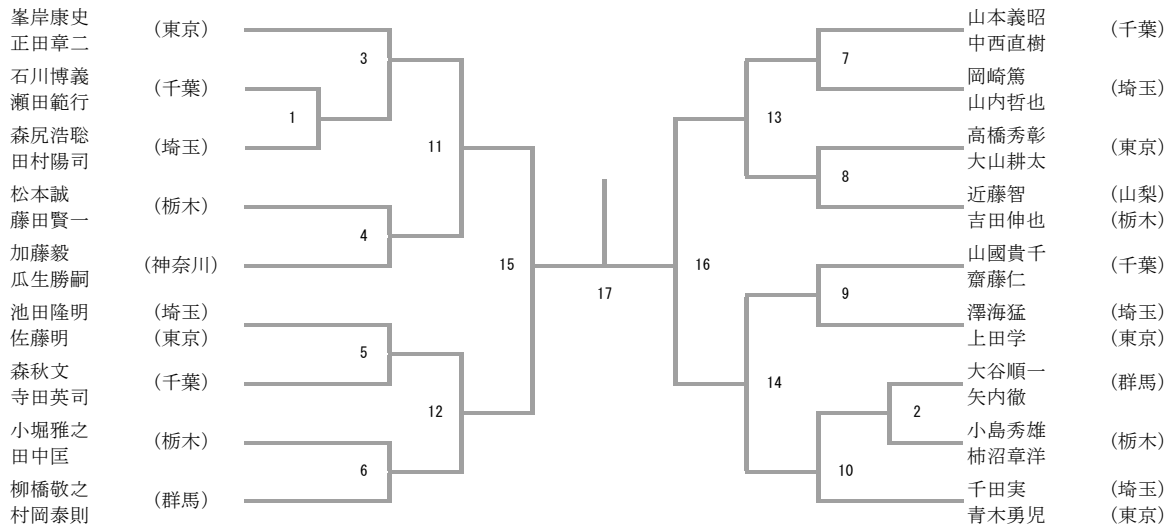 峯岸康史
正田章二
(東京)
石川博義
瀬田範行
(千葉)
森尻浩聡
田村陽司
(埼玉)
松本誠
藤田賢一
(栃木)
加藤毅
瓜生勝嗣
(神奈川)
池田隆明 (埼玉)
佐藤明 (東京)
森秋文
寺田英司
(千葉)
小堀雅之
田中匡
(栃木)
柳橋敬之
村岡泰則
(群馬)
3
1
11
4
15
5
12
6
17
7
13
8
16
9
14
2
10
山本義昭
中西直樹
(千葉)
岡崎篤
山内哲也
(埼玉)
高橋秀彰
大山耕太
(東京)
近藤智 (山梨)
吉田伸也 (栃木)
山國貴千
齋藤仁
(千葉)
澤海猛 (埼玉)
上田学 (東京)
大谷順一
矢内徹
(群馬)
小島秀雄
柿沼章洋
(栃木)
千田実 (埼玉)
青木勇児 (東京)